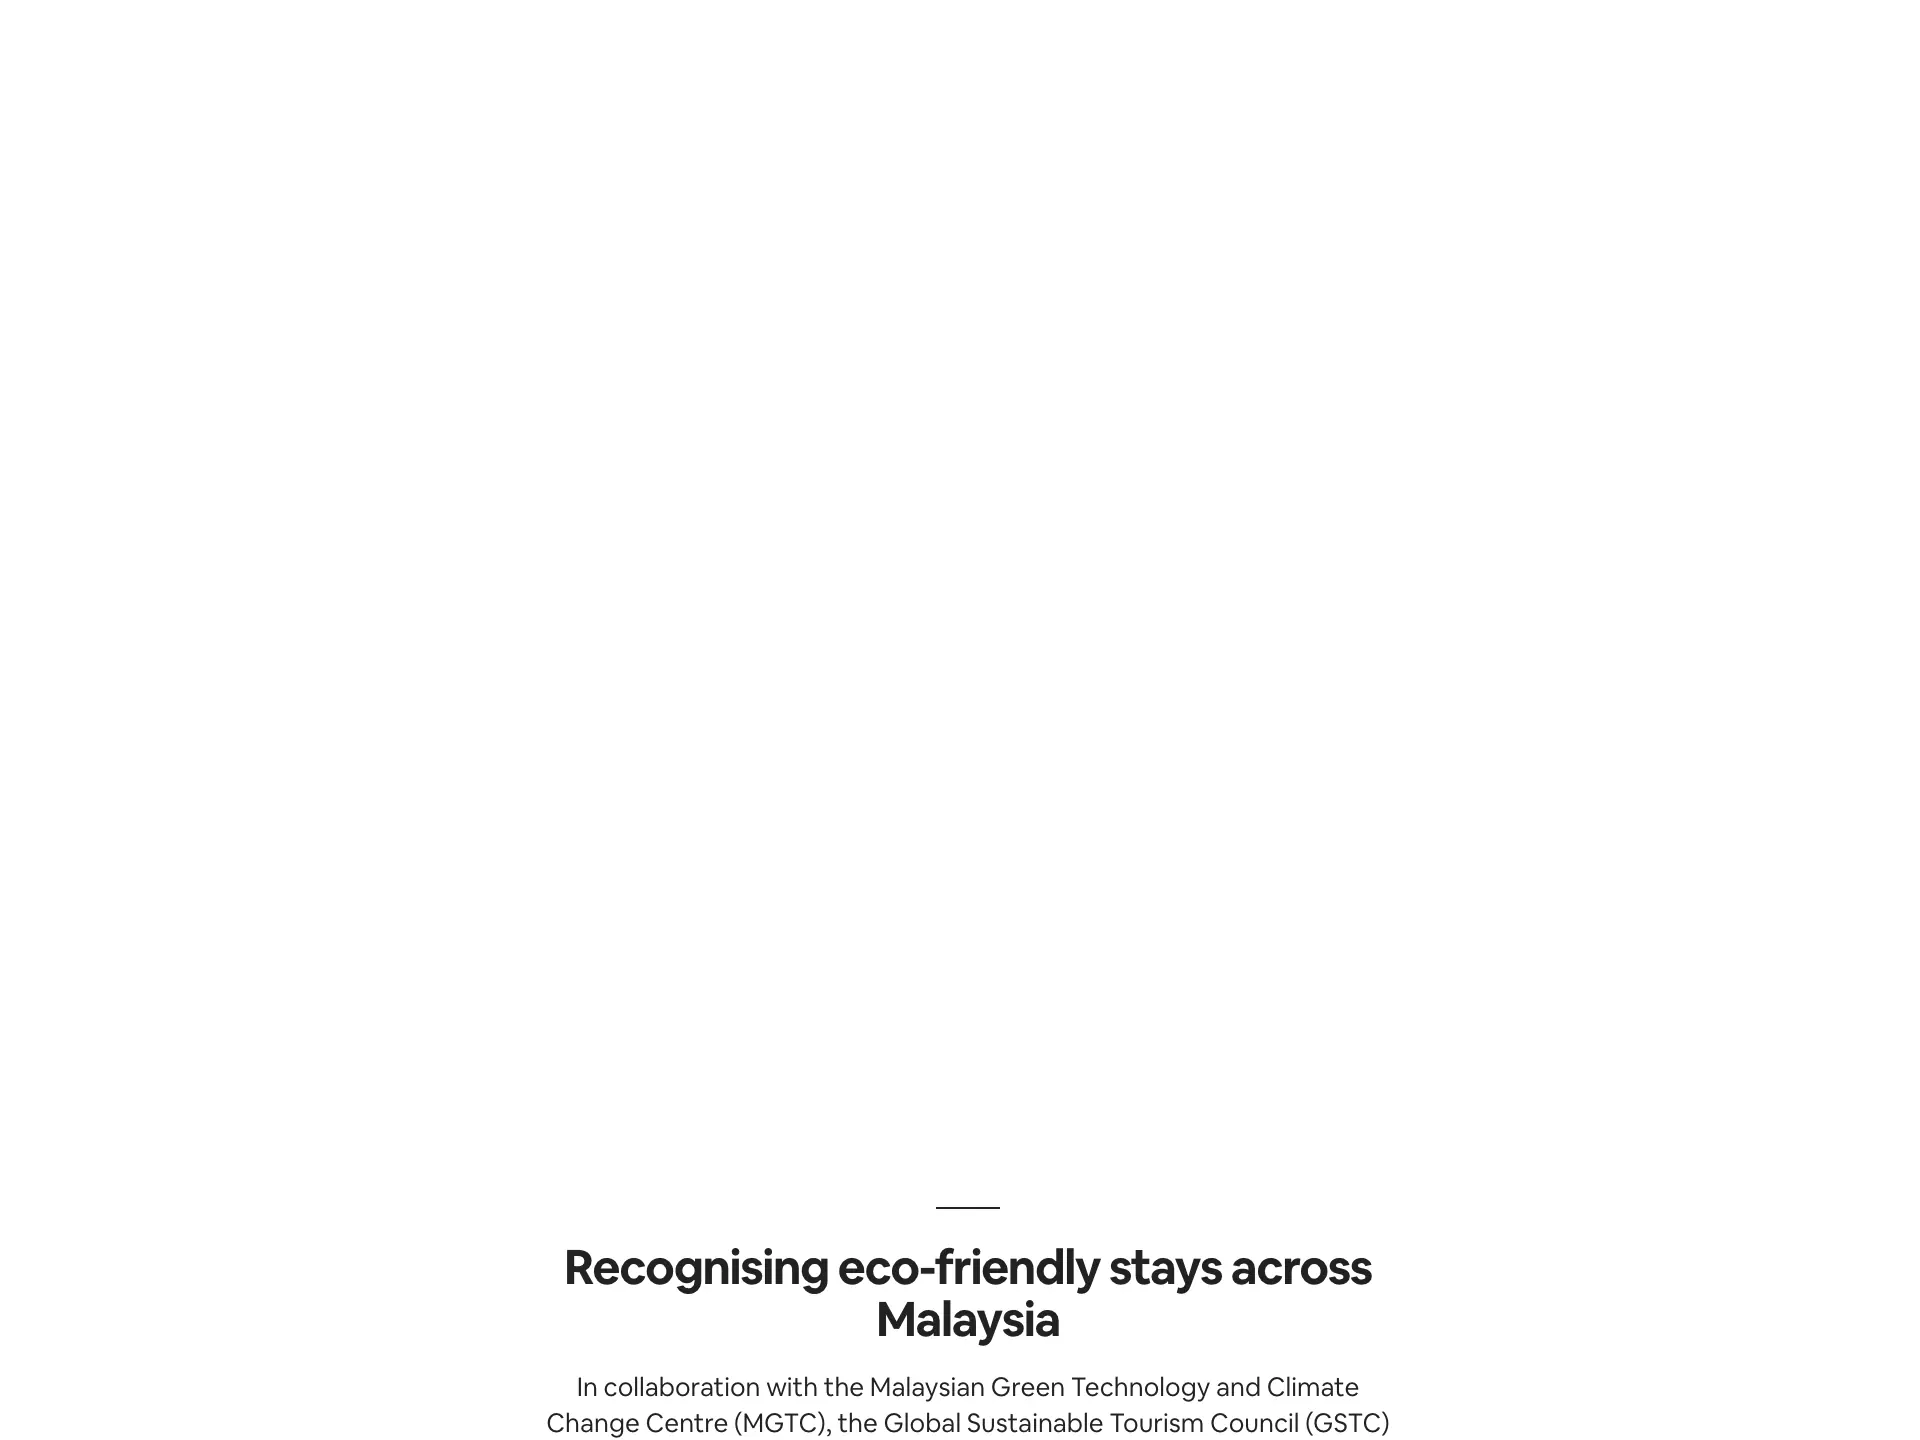 Recognising eco-friendly stays across
Malaysia
In collaboration with the Malaysian Green Technology and Climate
Change Centre (MGTC), the Global Sustainable Tourism Council (GSTC)